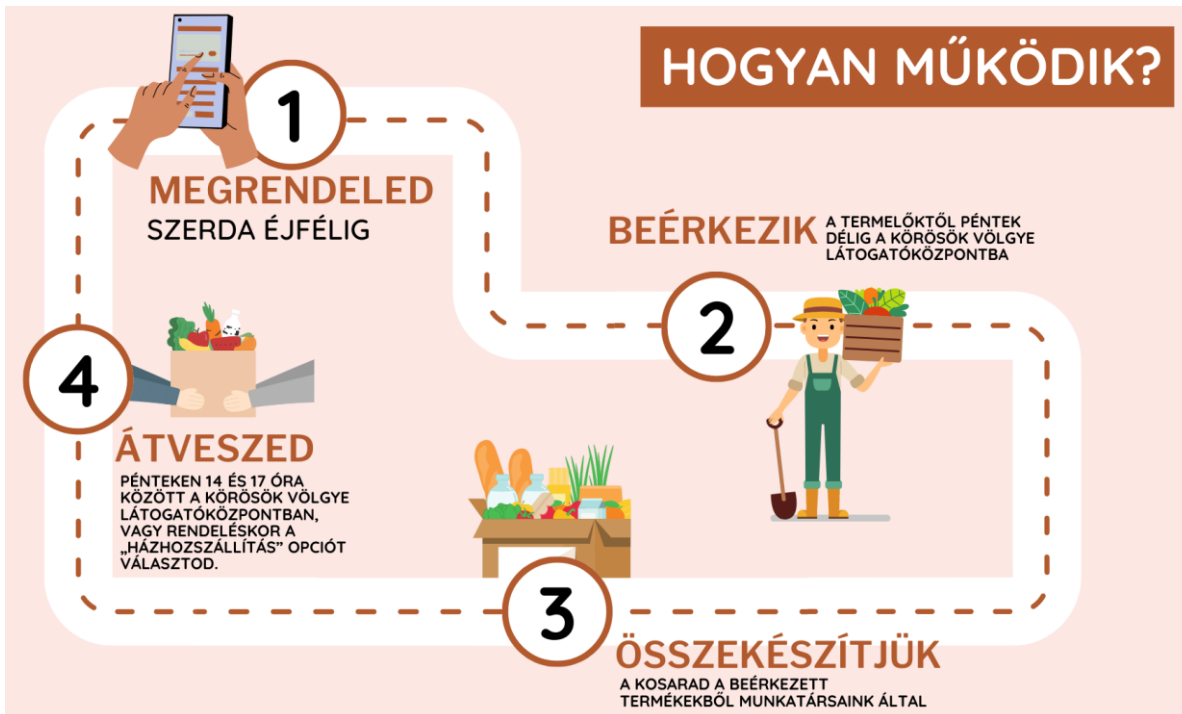 HOGYAN MŰKÖDIK?
1
MEGRENDELED
SZERDA ÉJFÉLIG
2
BEÉRKEZIK
A TERMELŐKTŐL PÉNTEK
DÉLIG A KÖRÖSÖK VÖLGYE
LÁTOGATÓKÖZPONTBA
3
ÖSSZEKÉSZÍTJÜK
A KOSARAD A BEÉRKEZETT
TERMÉKEKBŐL MUNKATÁRSAINK ÁLTAL
4
ÁTVESZED
PÉNTEKEN 14 ÉS 17 ÓRA
KÖZÖTT A KÖRÖSÖK VÖLGYE
LÁTOGATÓKÖZPONTBAN,
VAGY RENDELÉSKOR A
„HÁZHOZSZÁLLÍTÁS” OPCIÓT
VÁLASZTOD.